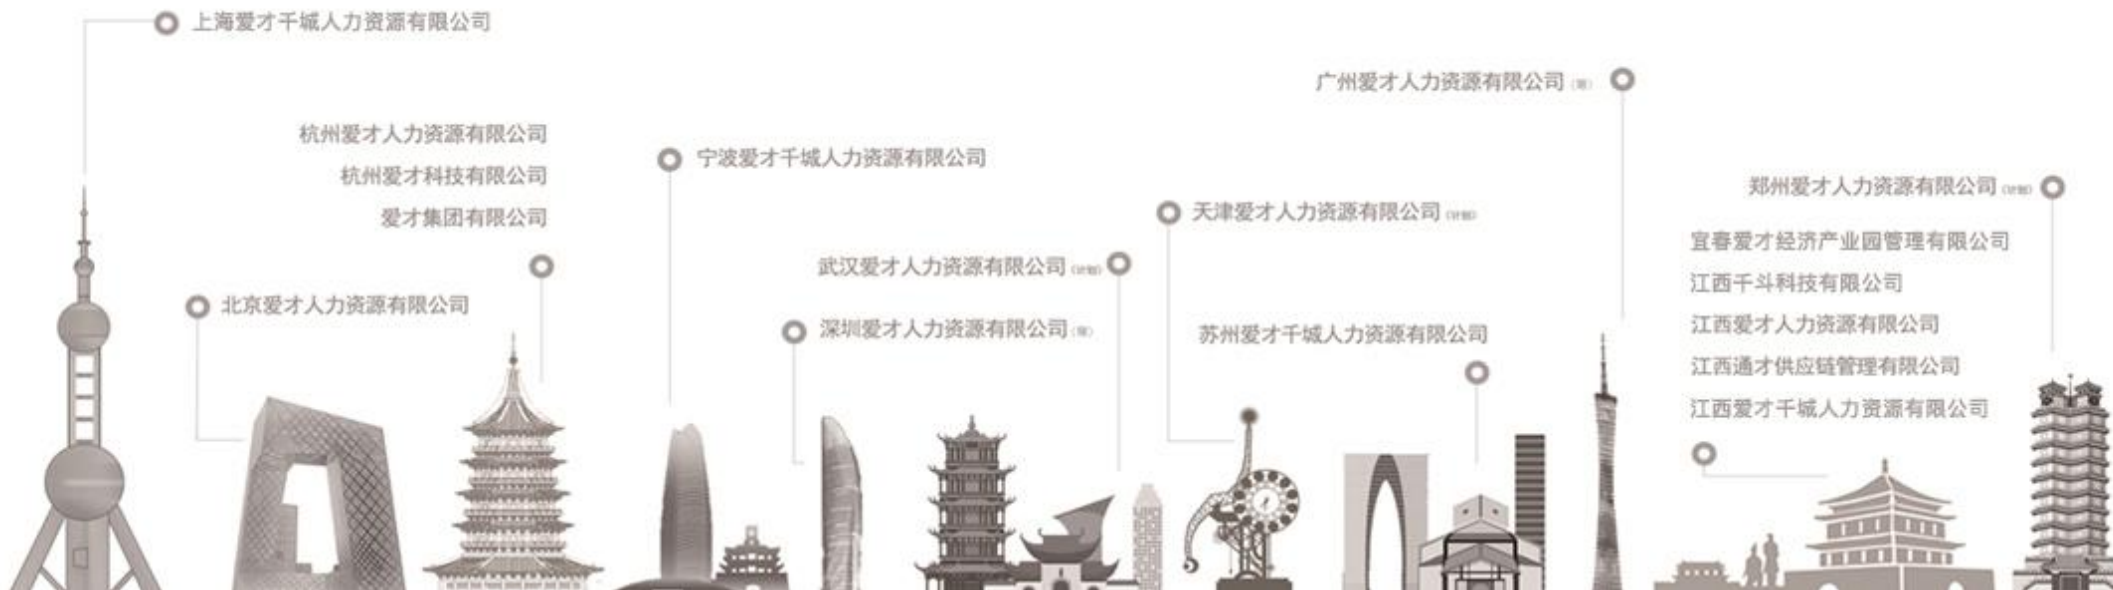 上海爱才千城人力资源有限公司
杭州爱才人力资源有限公司
杭州爱才科技有限公司
爱才集团有限公司
北京爱才人力资源有限公司
宁波爱才千城人力资源有限公司
武汉爱才人力资源有限公司(计划)
深圳爱才人力资源有限公司
天津爱才人力资源有限公司(计划)
苏州爱才千城人力资源有限公司
广州爱才人力资源有限公司
郑州爱才人力资源有限公司(计划)
宜春爱才经济产业园管理有限公司
江西千斗科技有限公司
江西爱才人力资源有限公司
江西通才供应链管理有限公司
江西爱才千城人力资源有限公司